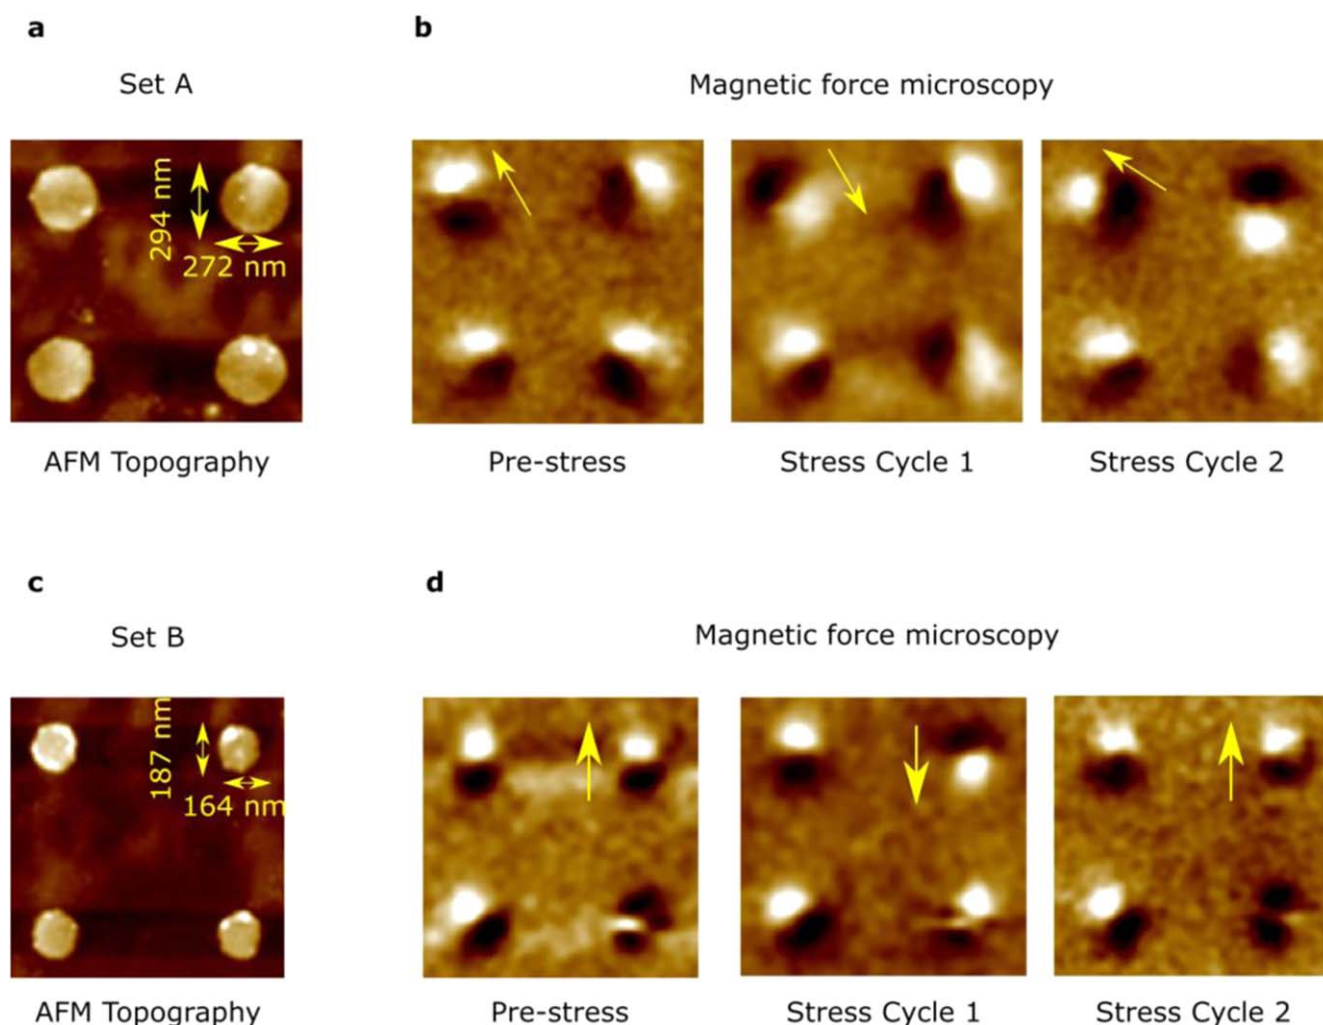 a
b
Set A
Magnetic force microscopy
294 nm
272 nm
AFM Topography
Pre-stress
Stress Cycle 1
Stress Cycle 2
c
d
Set B
Magnetic force microscopy
187 nm
164 nm
AFM Topography
Pre-stress
Stress Cycle 1
Stress Cycle 2